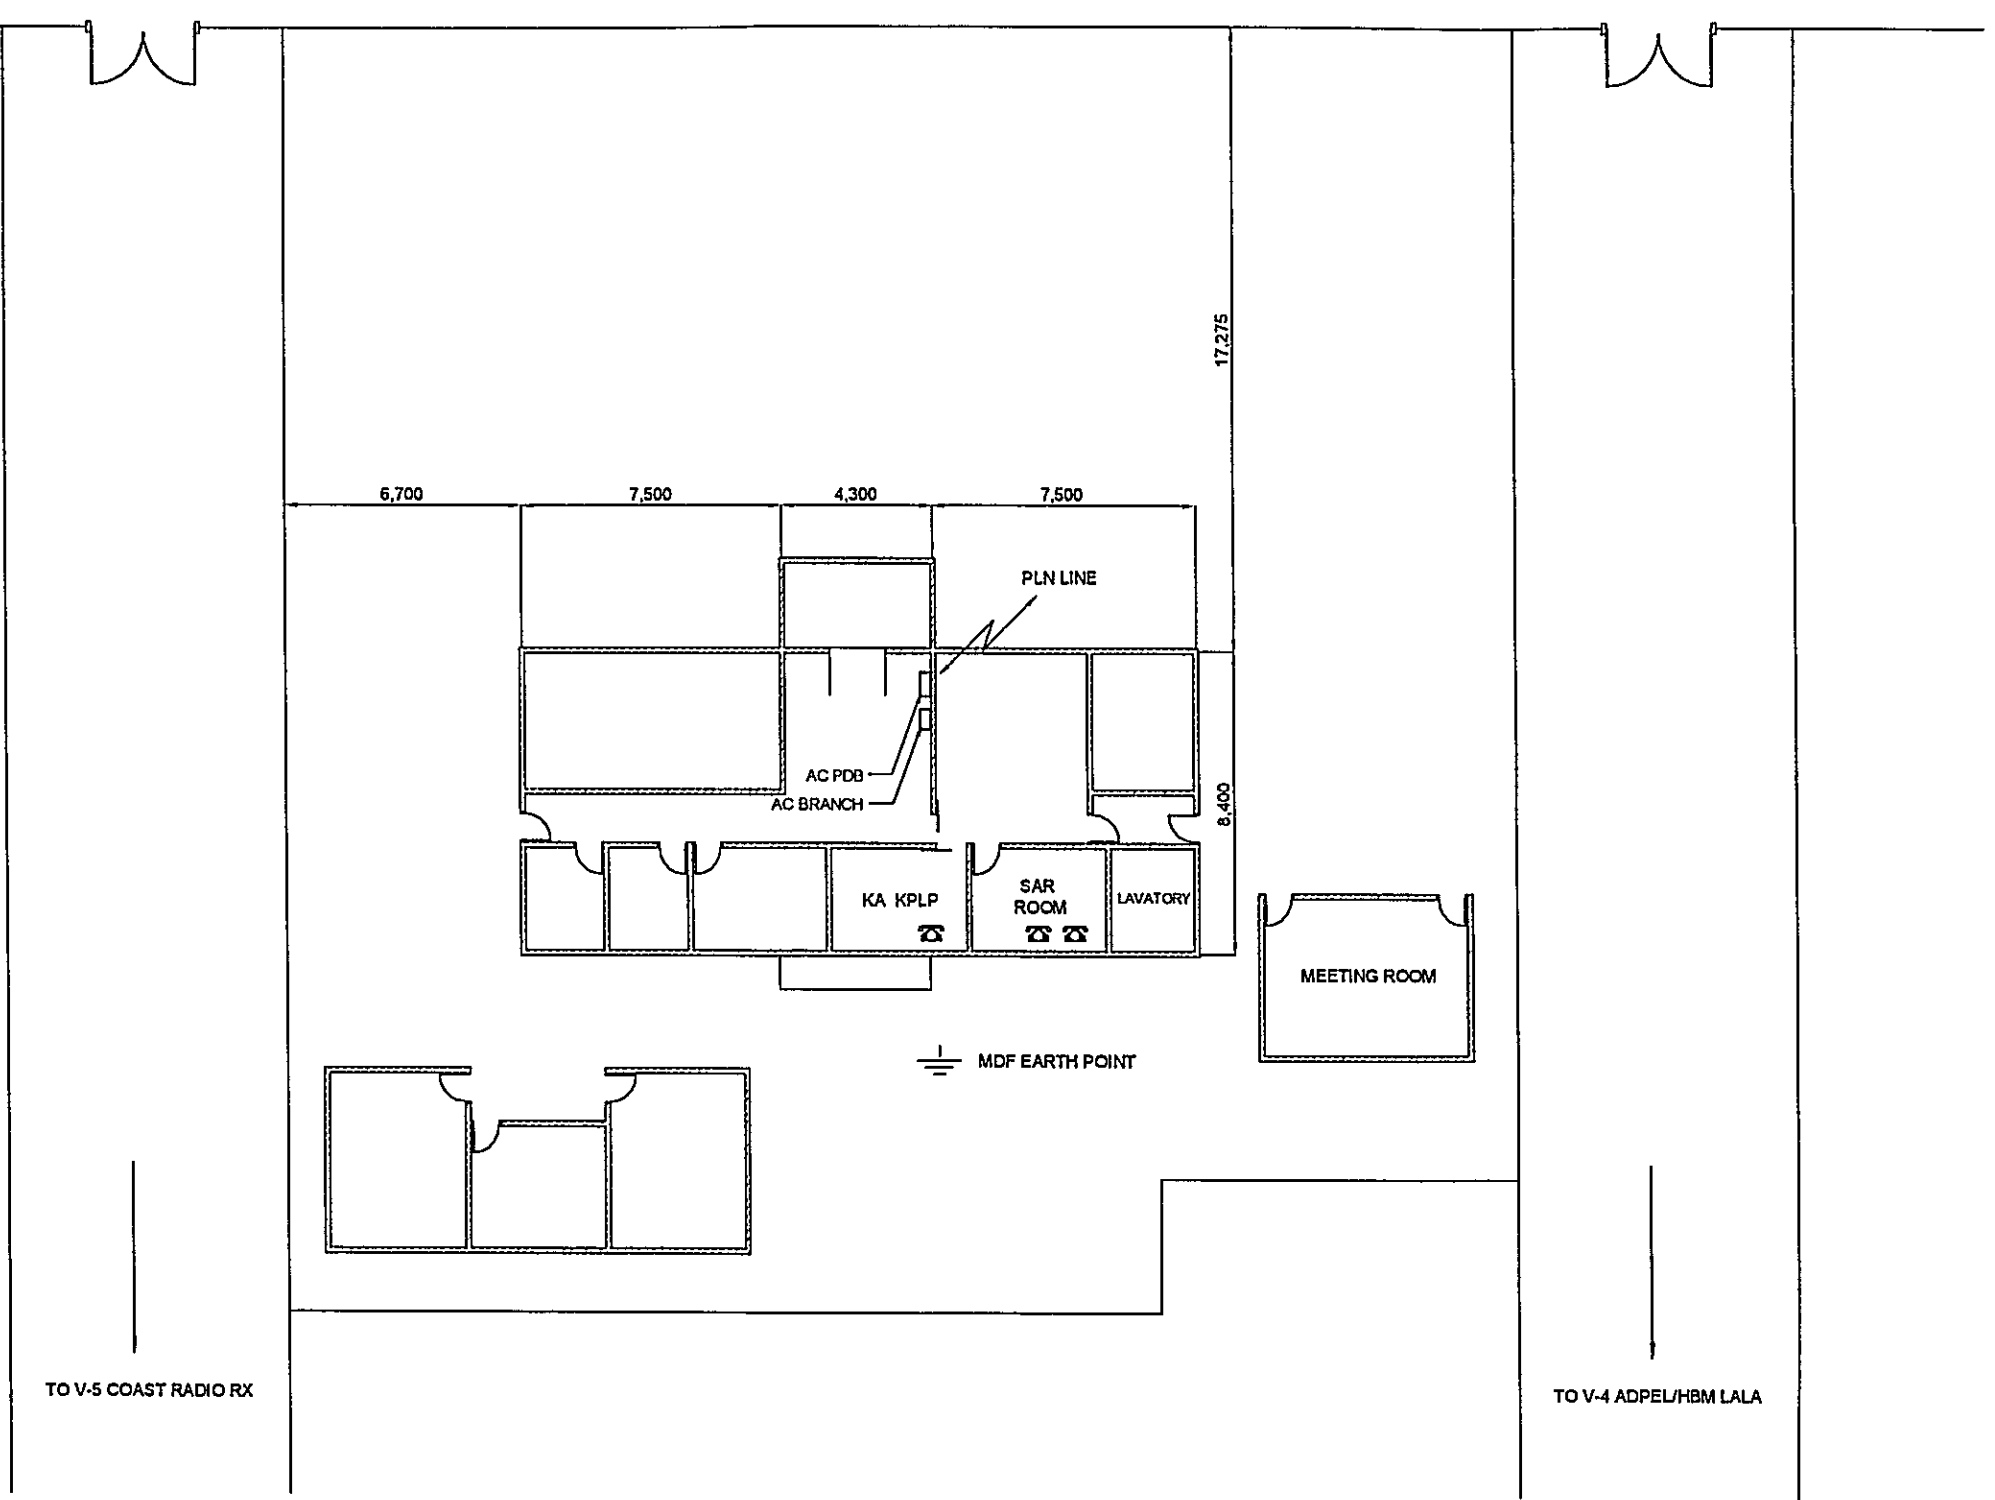 17,275
6,700
7,500
4,300
7,500
PLN LINE
AC PDB
AC BRANCH
8,400
KA KPLP
SAR
ROOM
LAVATORY
MEETING ROOM
MDF EARTH POINT
TO V-5 COAST RADIO RX
TO V-4 ADPEL/HBM LALA